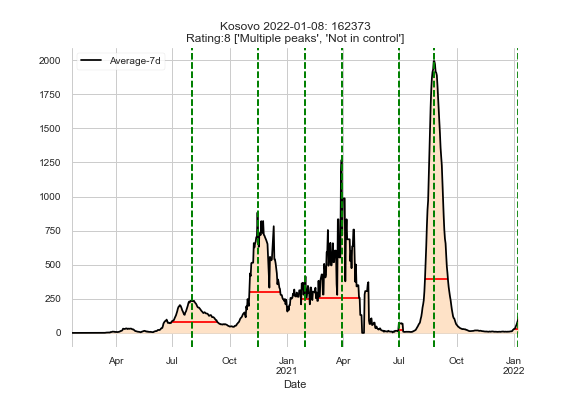 Kosovo 2022-01-08: 162373
Rating:8 ['Multiple peaks', 'Not in control']
Average-7d
2000
1750
1500
1250
1000
750
500
250
0
Apr Jul Oct Jan Apr Jul Oct Jan
2021 2022
Date